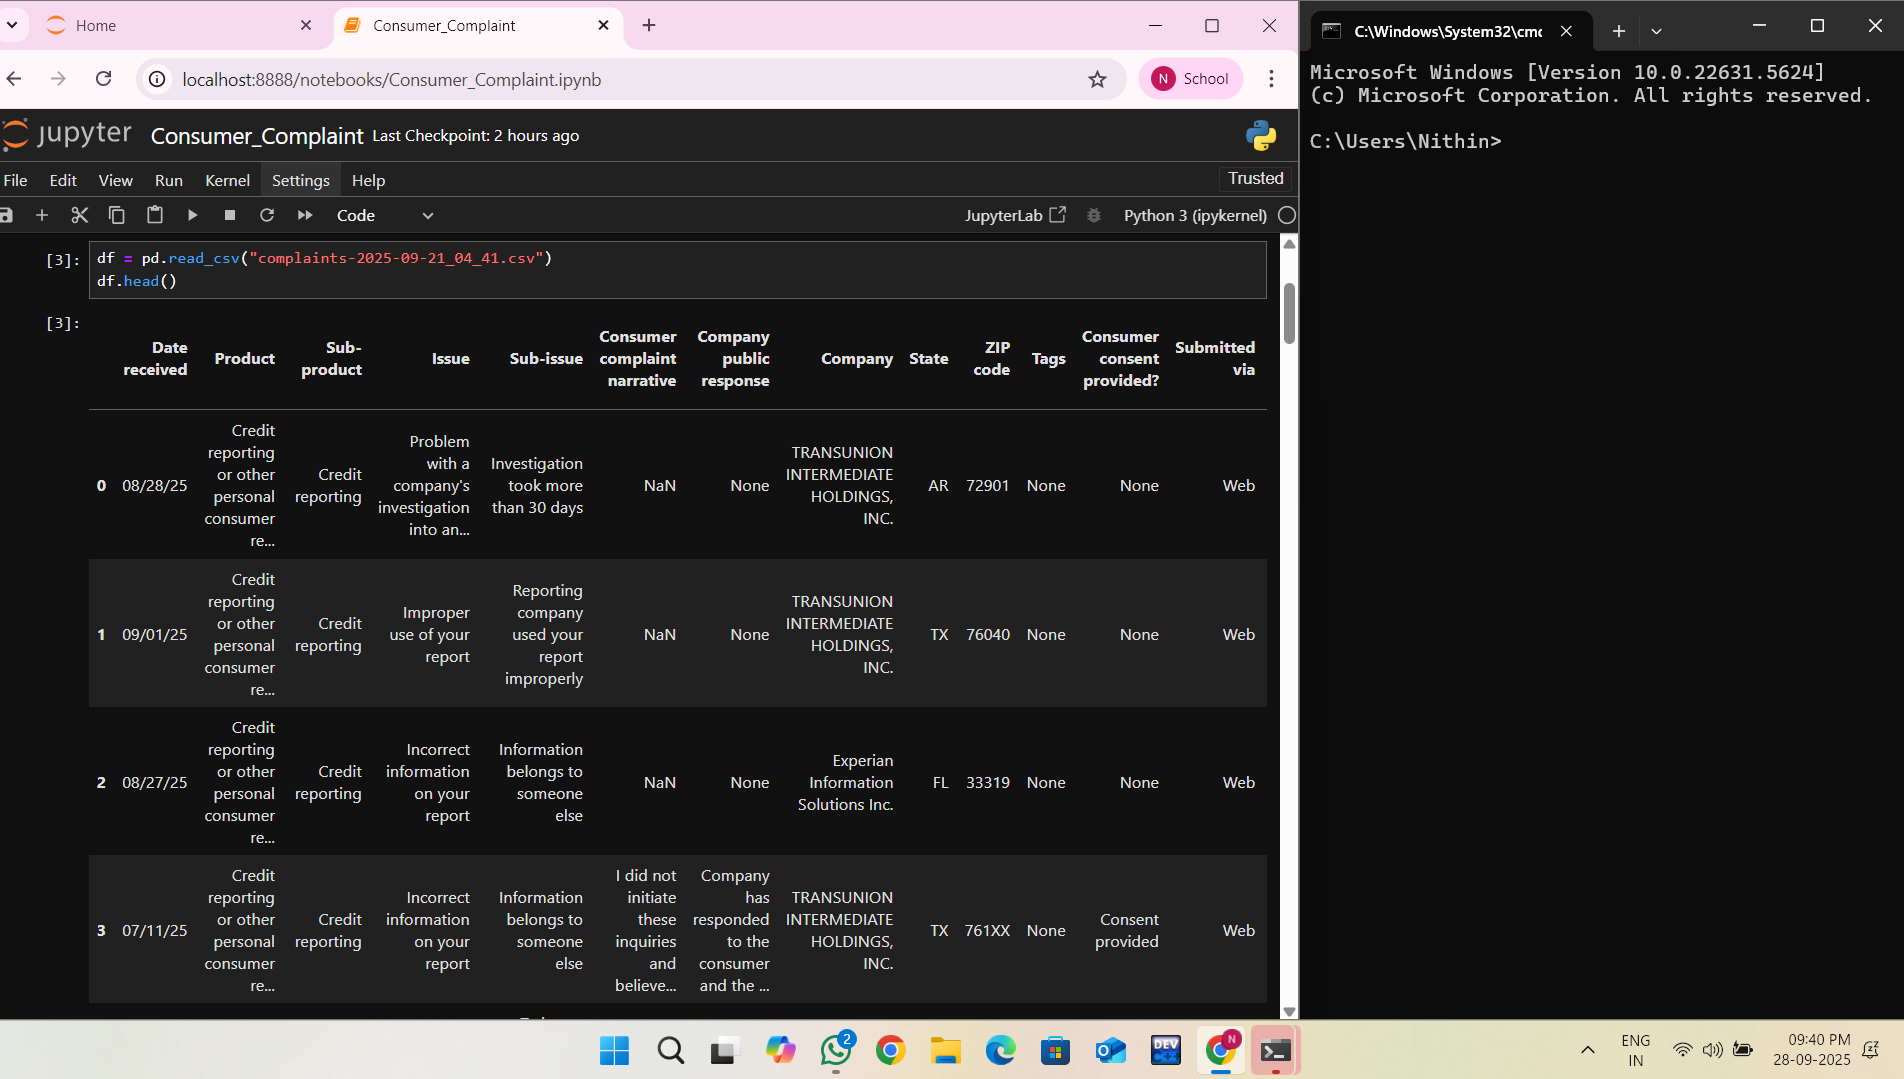 Home
Consumer_Complaint
localhost:8888/notebooks/Consumer_Complaint.ipynb
N School
jupyter Consumer_Complaint Last Checkpoint: 2 hours ago
File Edit View Run Kernel Settings Help
Trusted
Code
JupyterLab
Python 3 (ipykernel)
[3]: df = pd.read_csv("complaints-2025-09-21_04_41.csv")
df.head()
[3]:
Date received Product Sub-product Issue Sub-issue Consumer complaint narrative Company public response Company State ZIP code Tags Consumer consent provided? Submitted via
0 08/28/25 Credit reporting or other personal consumer re... Credit reporting Problem with a company's investigation into an... Investigation took more than 30 days NaN None TRANSUNION INTERMEDIATE HOLDINGS, INC. AR 72901 None None Web
1 09/01/25 Credit reporting or other personal consumer re... Credit reporting Improper use of your report Reporting company used your report improperly NaN None TRANSUNION INTERMEDIATE HOLDINGS, INC. TX 76040 None None Web
2 08/27/25 Credit reporting or other personal consumer re... Credit reporting Incorrect information on your report Information belongs to someone else NaN None Experian Information Solutions Inc. FL 33319 None None Web
3 07/11/25 Credit reporting or other personal consumer re... Credit reporting Incorrect information on your report Information belongs to someone else I did not initiate these inquiries and believe... Company has responded to the consumer and the ... TRANSUNION INTERMEDIATE HOLDINGS, INC. TX 761XX None Consent provided Web
C:\Windows\System32\cmc
Microsoft Windows [Version 10.0.22631.5624]
(c) Microsoft Corporation. All rights reserved.
C:\Users\Nithin>
2
DEV C++
N
ENG
IN
09:40 PM
28-09-2025